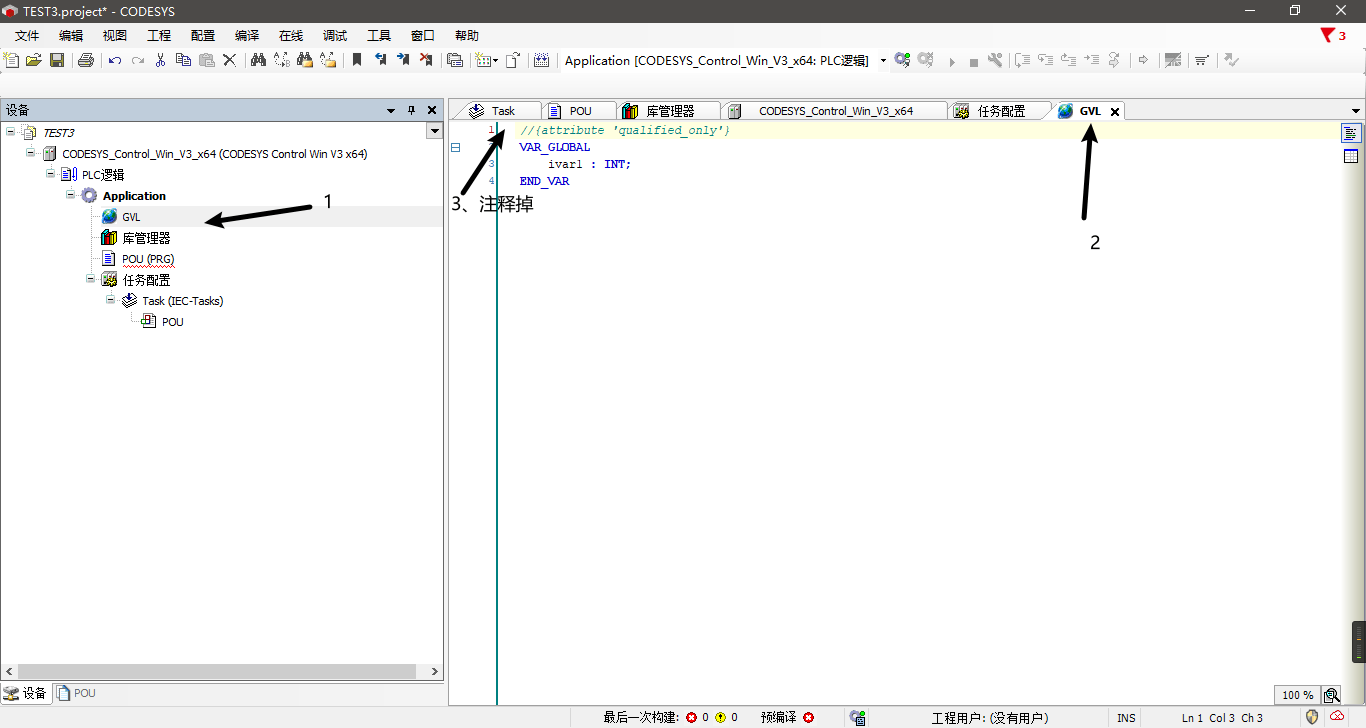 TEST3.project* - CODESYS
文件 编辑 视图 工程 配置 编译 在线 调试 工具 窗口 帮助
3
Application [CODESYS_Control_Win_V3_x64: PLC逻辑]
设备
TEST3
CODESYS_Control_Win_V3_x64 (CODESYS Control Win V3 x64)
PLC逻辑
Application
GVL
库管理器
POU (PRG)
任务配置
Task (IEC-Tasks)
POU
1
Task POU 库管理器 CODESYS_Control_Win_V3_x64 任务配置 GVL
1 //{attribute 'qualified_only'}
VAR_GLOBAL
3 ivar1 : INT;
4 END_VAR
3、注释掉
2
100 %
设备 POU
最后一次构建: 0 0 预编译 工程用户: (没有用户) INS Ln 1 Col 3 Ch 3